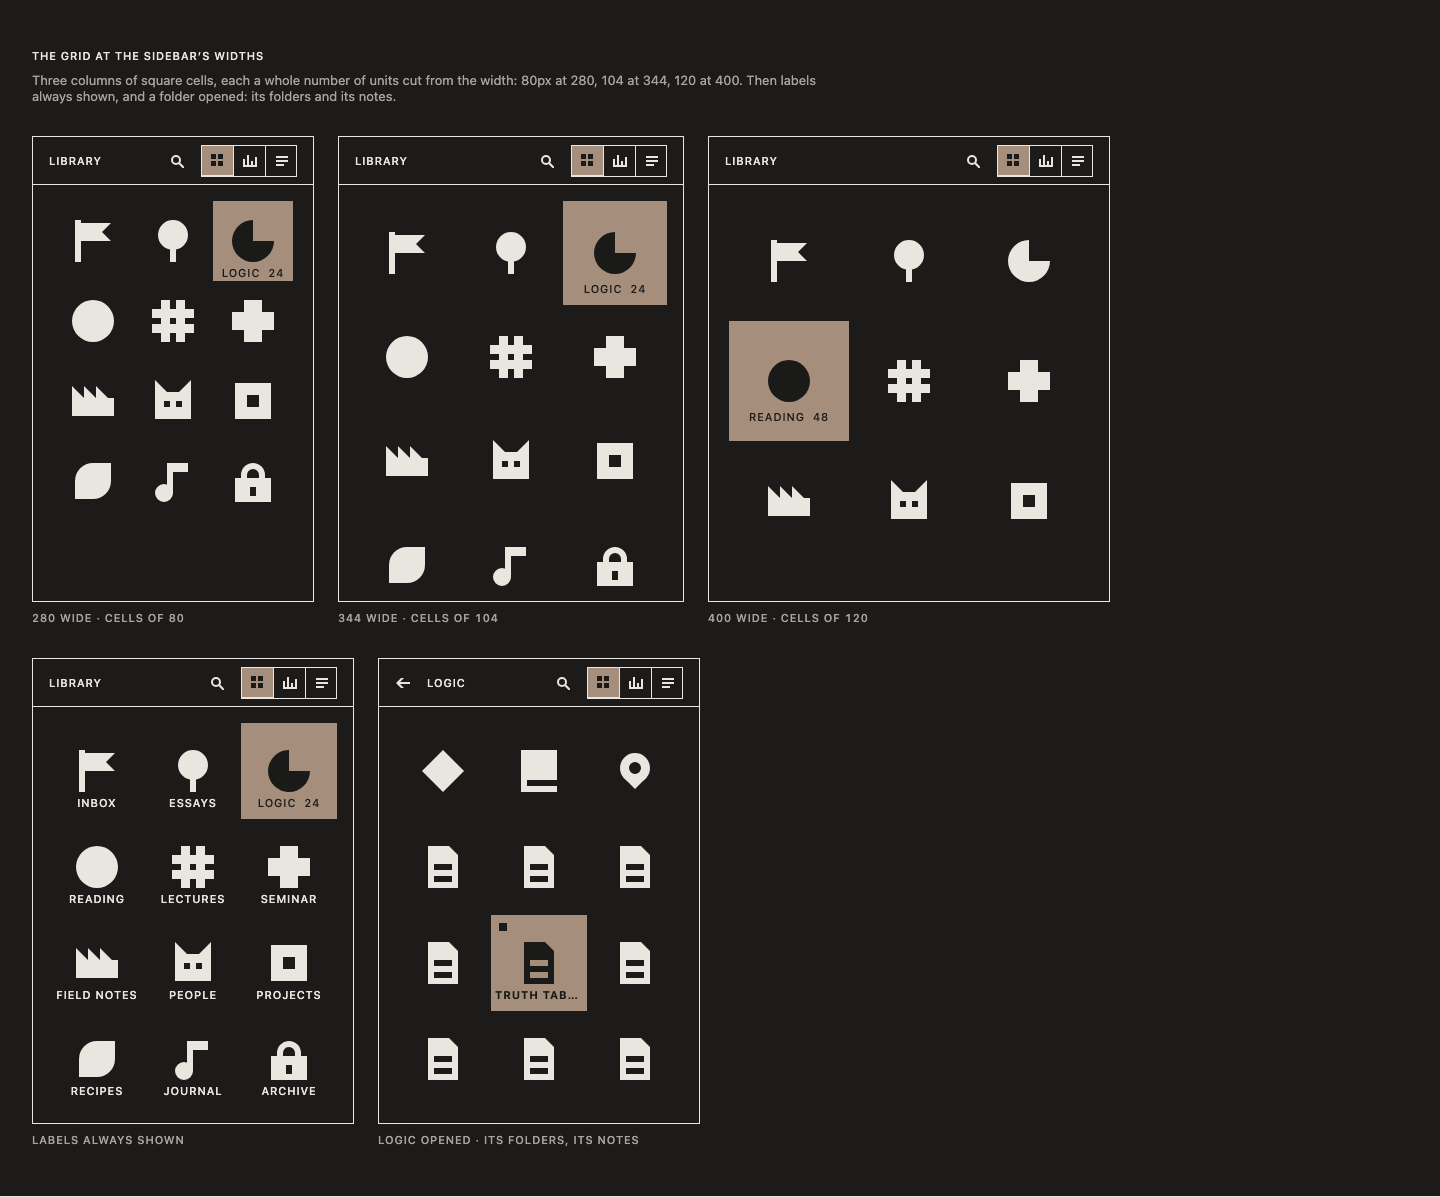 THE GRID AT THE SIDEBAR’S WIDTHS
Three columns of square cells, each a whole number of units cut from the width: 80px at 280, 104 at 344, 120 at 400. Then labels
always shown, and a folder opened: its folders and its notes.
LIBRARY
LOGIC 24
280 WIDE · CELLS OF 80
LIBRARY
LOGIC 24
344 WIDE · CELLS OF 104
LIBRARY
READING 48
400 WIDE · CELLS OF 120
LIBRARY
INBOX ESSAYS LOGIC 24
READING LECTURES SEMINAR
FIELD NOTES PEOPLE PROJECTS
RECIPES JOURNAL ARCHIVE
LABELS ALWAYS SHOWN
LOGIC
TRUTH TAB…
LOGIC OPENED · ITS FOLDERS, ITS NOTES